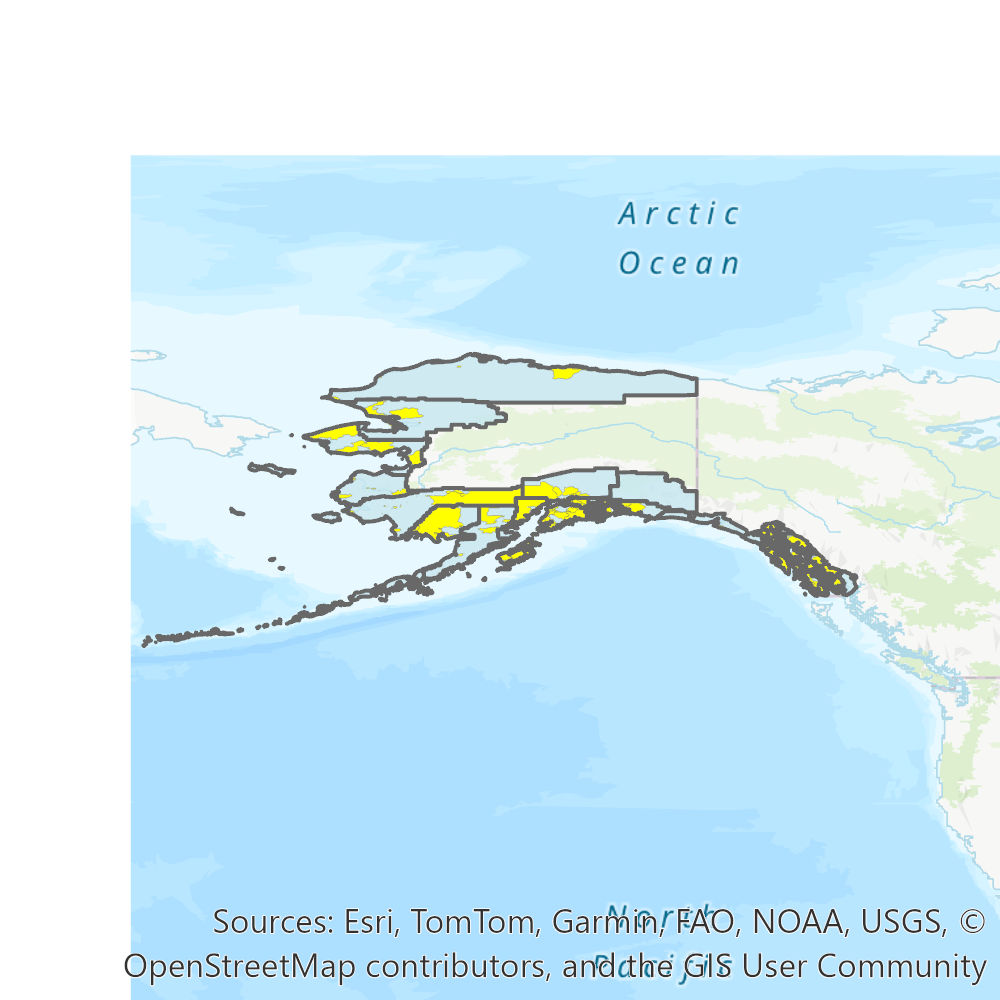 Arctic
Ocean
North
Sources: Esri, TomTom, Garmin, FAO, NOAA, USGS, ©
Pacific
OpenStreetMap contributors, and the GIS User Community